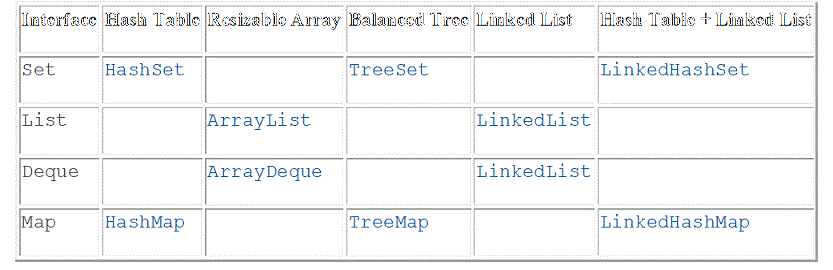 Interface Hash Table Resizable Array Balanced Tree Linked List Hash Table + Linked List
Set HashSet TreeSet LinkedHashSet
List ArrayList LinkedList
Deque ArrayDeque LinkedList
Map HashMap TreeMap LinkedHashMap